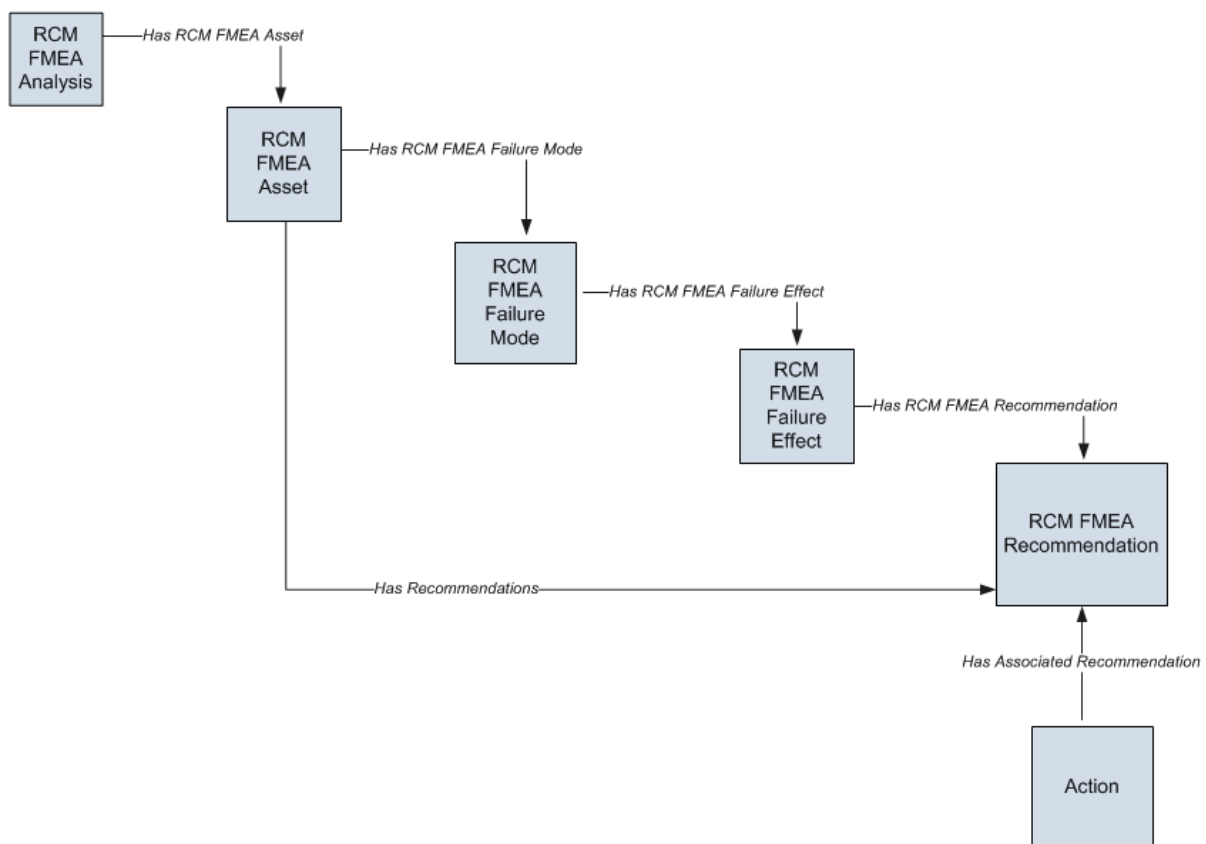 RCM
FMEA
Analysis
Has RCM FMEA Asset
RCM
FMEA
Asset
Has RCM FMEA Failure Mode
RCM
FMEA
Failure
Mode
Has RCM FMEA Failure Effect
RCM
FMEA
Failure
Effect
Has RCM FMEA Recommendation
RCM FMEA
Recommendation
Has Recommendations
Has Associated Recommendation
Action